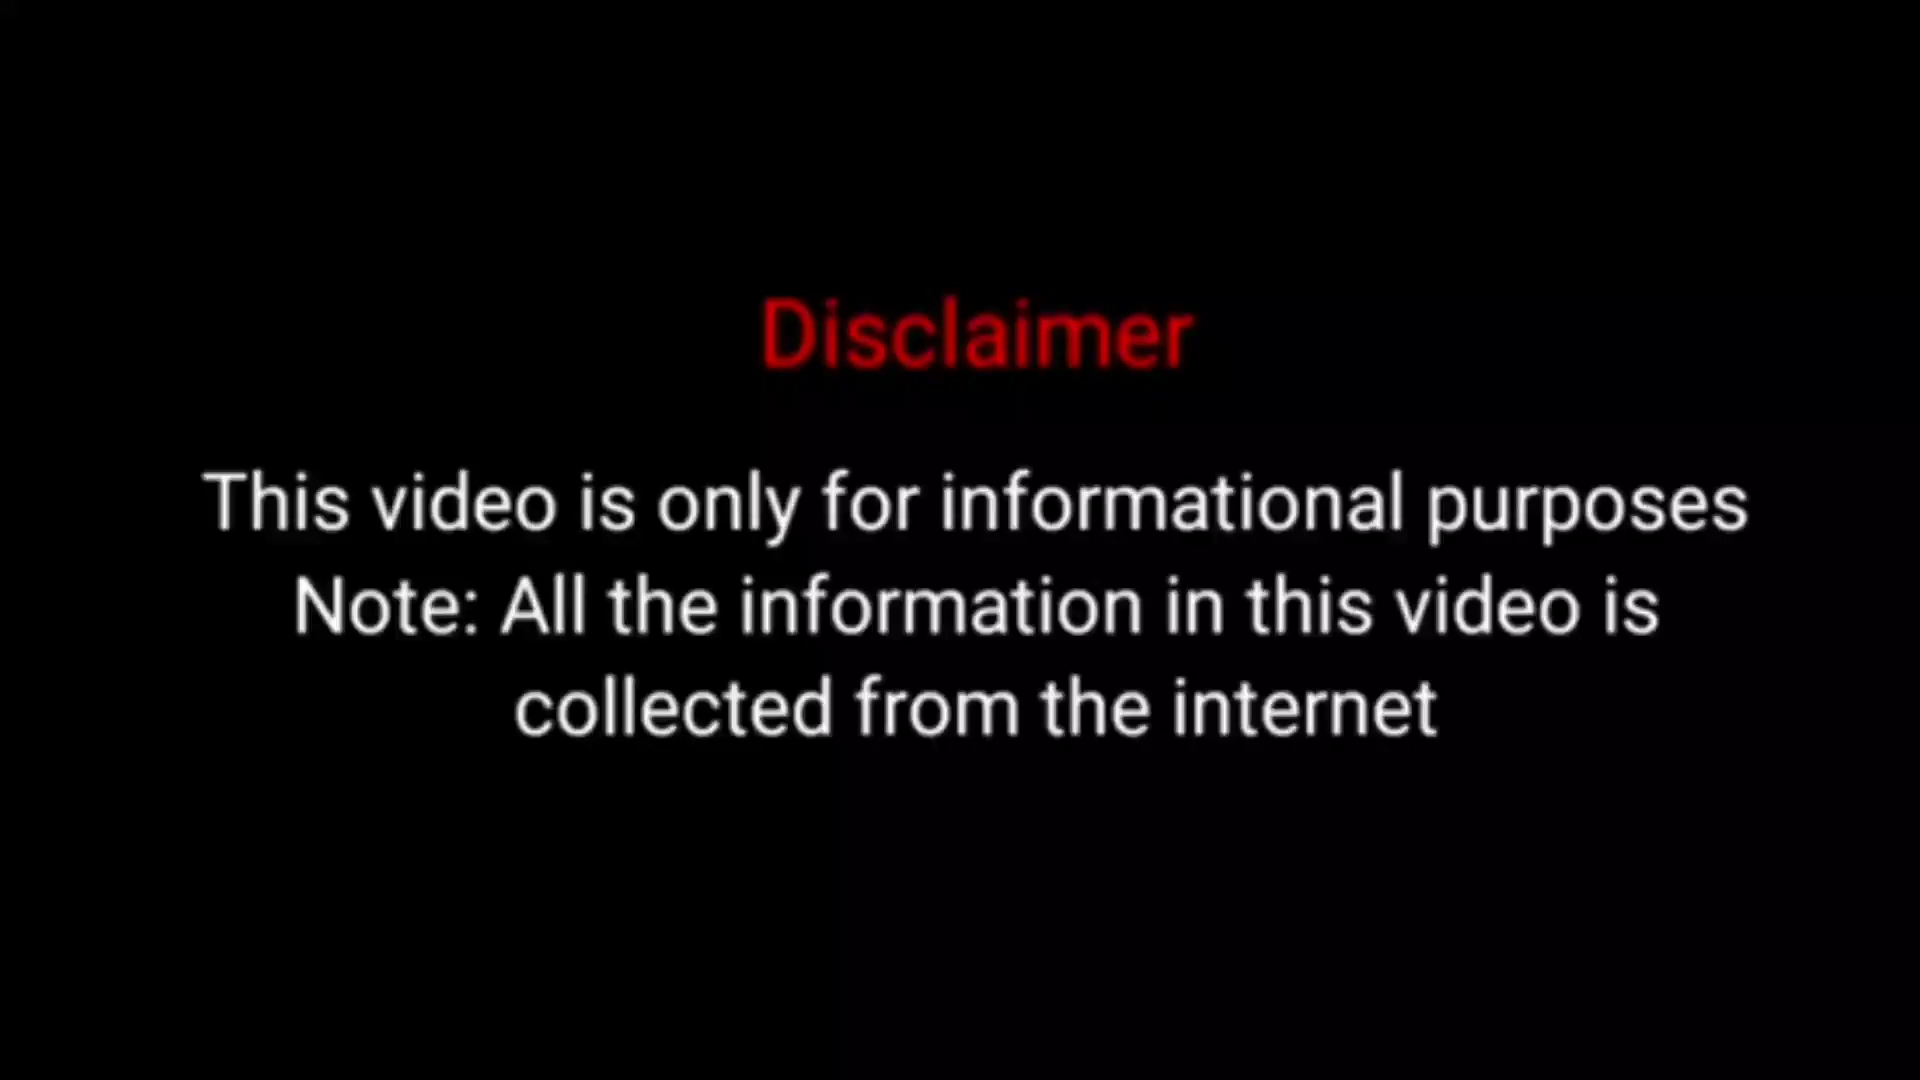 Disclaimer
This video is only for informational purposes
Note: All the information in this video is
collected from the internet